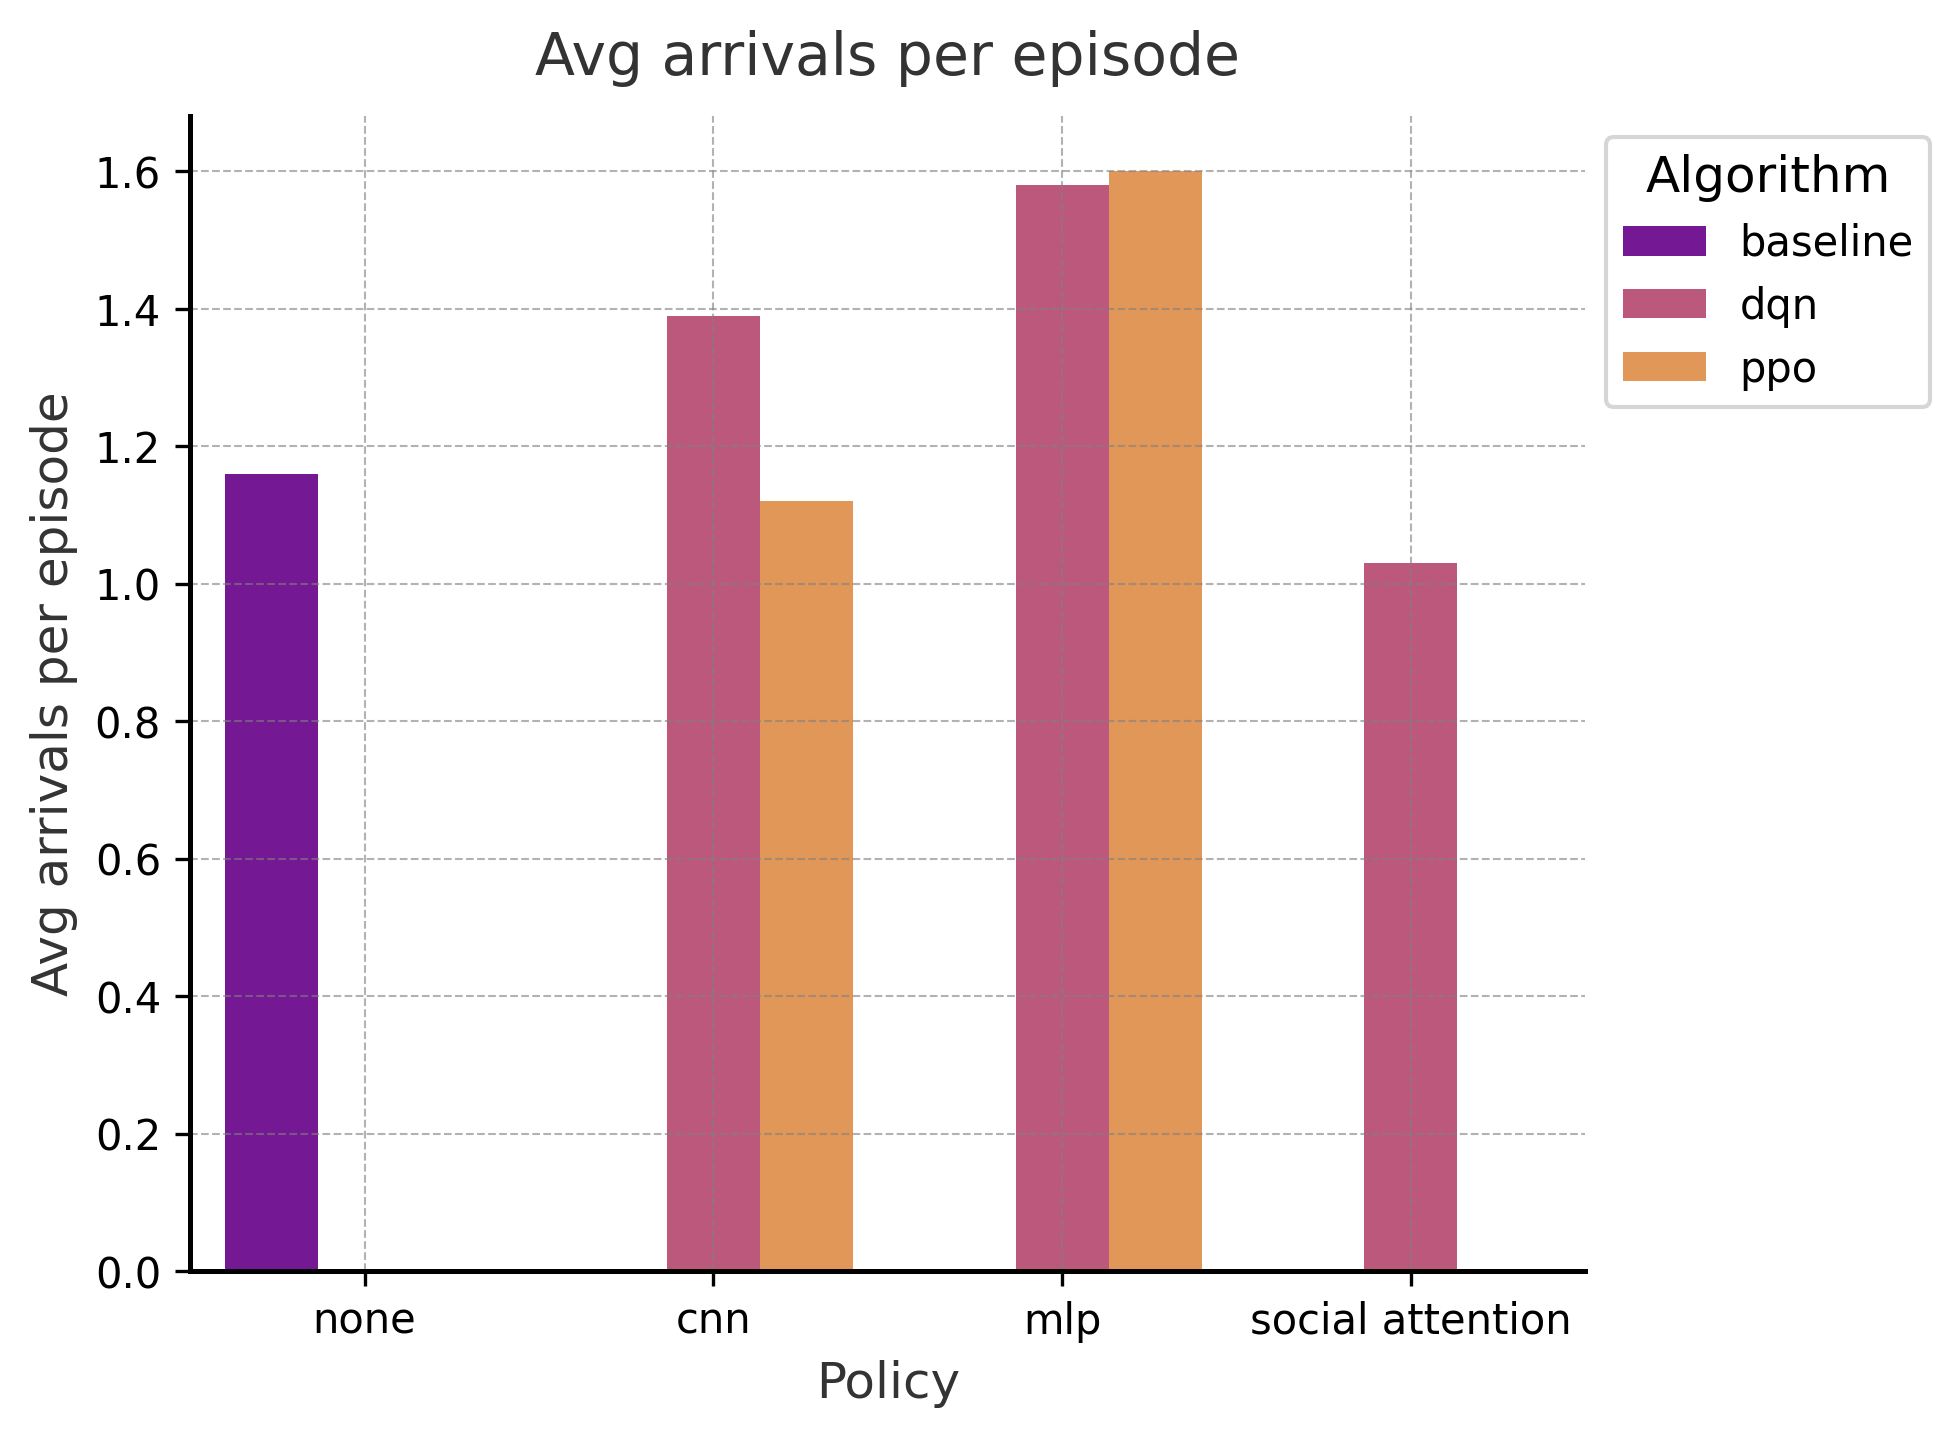 Avg arrivals per episode
Avg arrivals per episode
1.6
1.4
1.2
1.0
0.8
0.6
0.4
0.2
0.0
none cnn mlp social attention
Policy
Algorithm
baseline
dqn
ppo